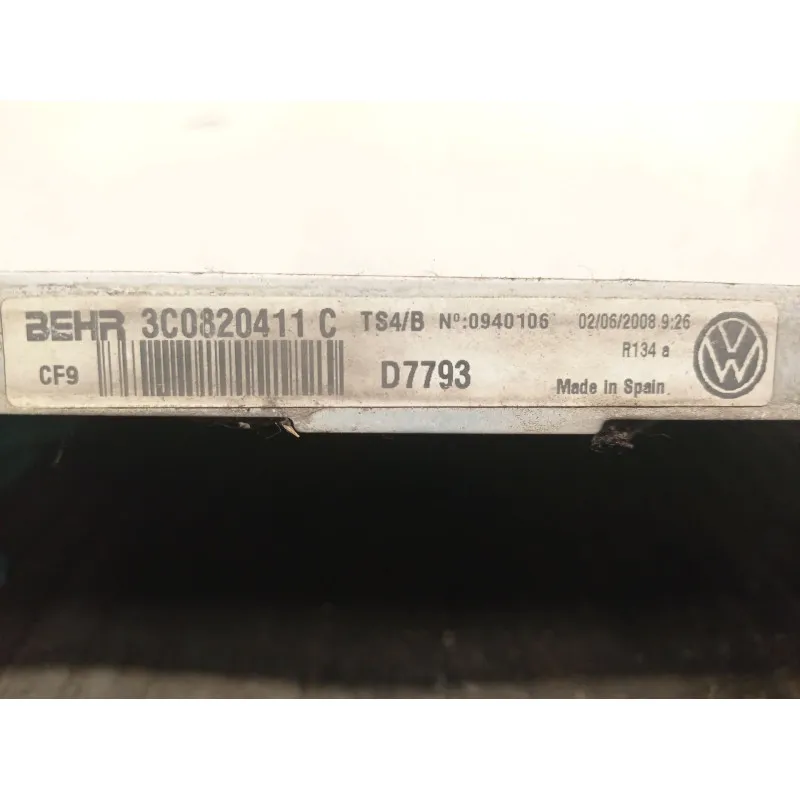 BEHR 3C0820411 C TS4/B Nº:0940106 02/06/2008 9:26
R134 a
CF9 D7793 Made in Spain